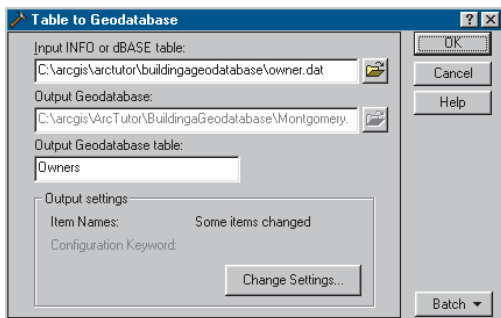 Table to Geodatabase
Input INFO or dBASE table:
C:\arcgis\arctutor\buildingageodatabase\owner.dat
Output Geodatabase:
C:\arcgis\ArcTutor\BuildingaGeodatabase\Montgomery.
Output Geodatabase table:
Owners
Output settings
Item Names: Some items changed
Configuration Keyword:
Change Settings...
OK
Cancel
Help
Batch